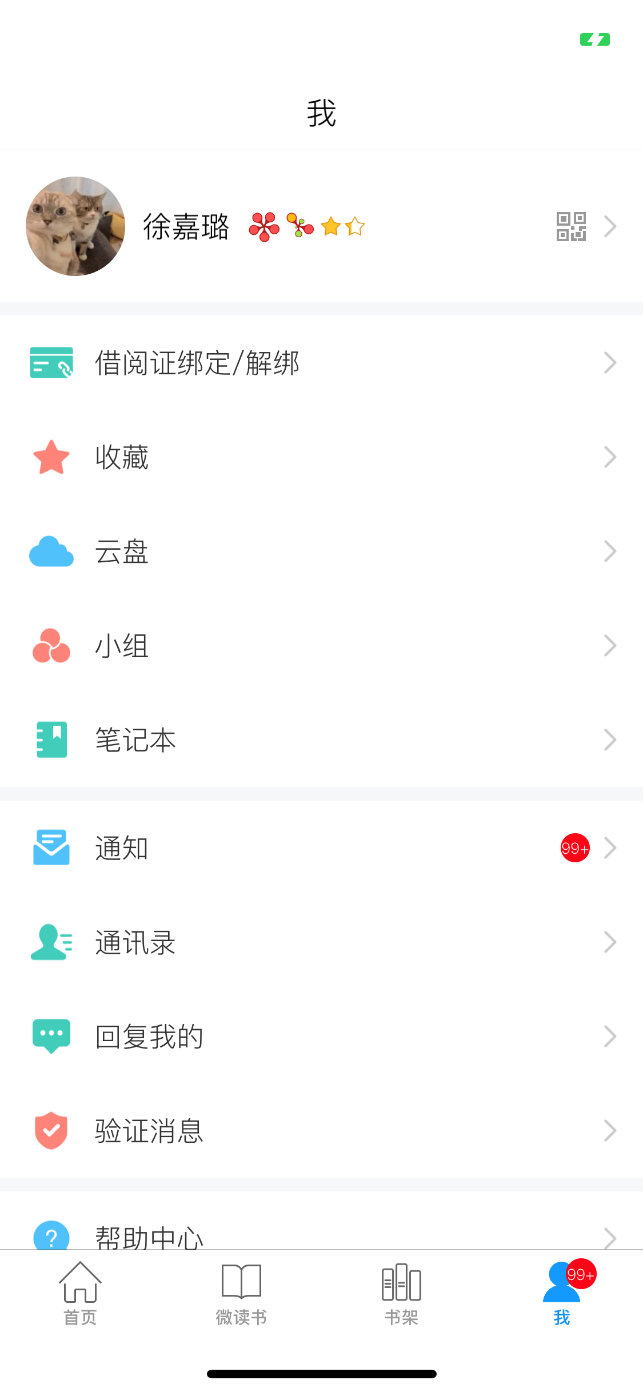 我
徐嘉璐
借阅证绑定/解绑
收藏
云盘
小组
笔记本
通知
99+
通讯录
回复我的
验证消息
帮助中心
99+
首页
微读书
书架
我